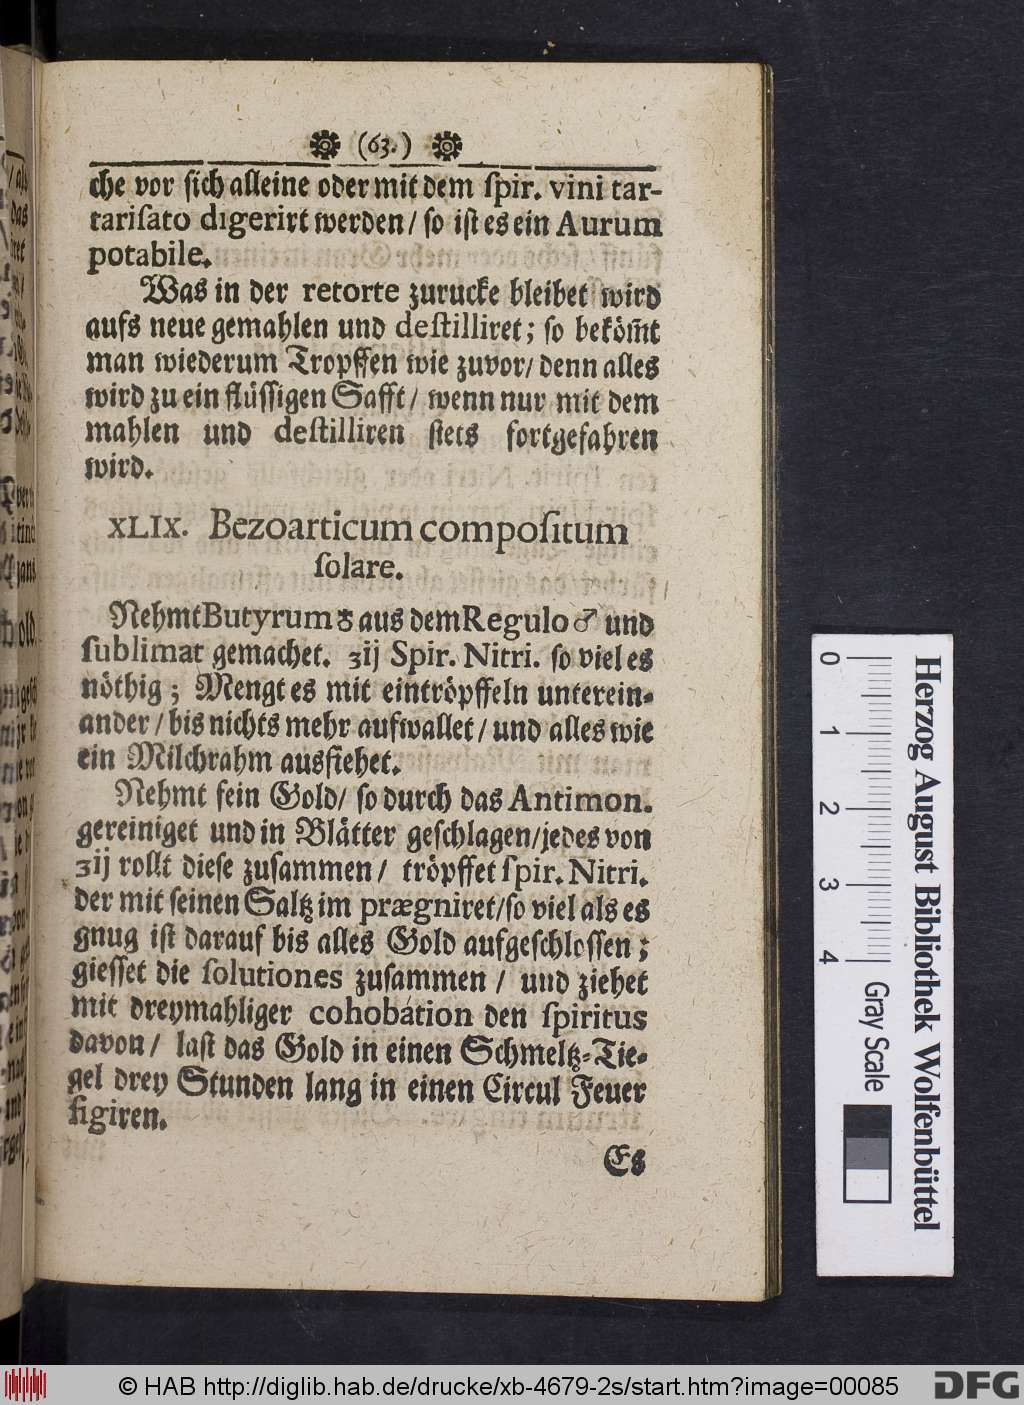 (63.)
che vor sich alleine oder mit dem ſpir. vini tar-
tariſato digerirt werden / so ist es ein Aurum
potabile.
Was in der retorte zurucke bleibet wird
aufs neue gemahlen und deſtilliret; so bekom̃t
man wiederum Tropffen wie zuvor / denn alles
wird zu ein flüssigen Safft / wenn nur mit dem
mahlen und deſtilliren stets fortgefahren
wird.
XLIX. Bezoarticum compoſitum
ſolare.
Nehmt Butyrum ♁ aus dem Regulo ♂ und
ſublimat gemachet. ʒij Spir. Nitri. so viel es
nöthig; Mengt es mit eintröpffeln unterein-
ander / bis nichts mehr aufwallet / und alles wie
ein Milchrahm aussiehet.
Nehmt fein Gold / so durch das Antimon.
gereiniget und in Blätter geschlagen / jedes von
ʒij rollt diese zusammen / tröpffet ſpir. Nitri.
der mit seinen Saltz im prægniret / so viel als es
gnug ist darauf bis alles Gold aufgeschlossen;
giesset die ſolutiones zusammen / und ziehet
mit dreymahliger cohobátion den ſpiritus
davon / last das Gold in einen Schmeltz-Tie-
gel drey Stunden lang in einen Circul Feuer
figiren.
Es
0 1 2 3 4
Herzog August Bibliothek Wolfenbüttel
Gray Scale
© HAB http://diglib.hab.de/drucke/xb-4679-2s/start.htm?image=00085
DFG